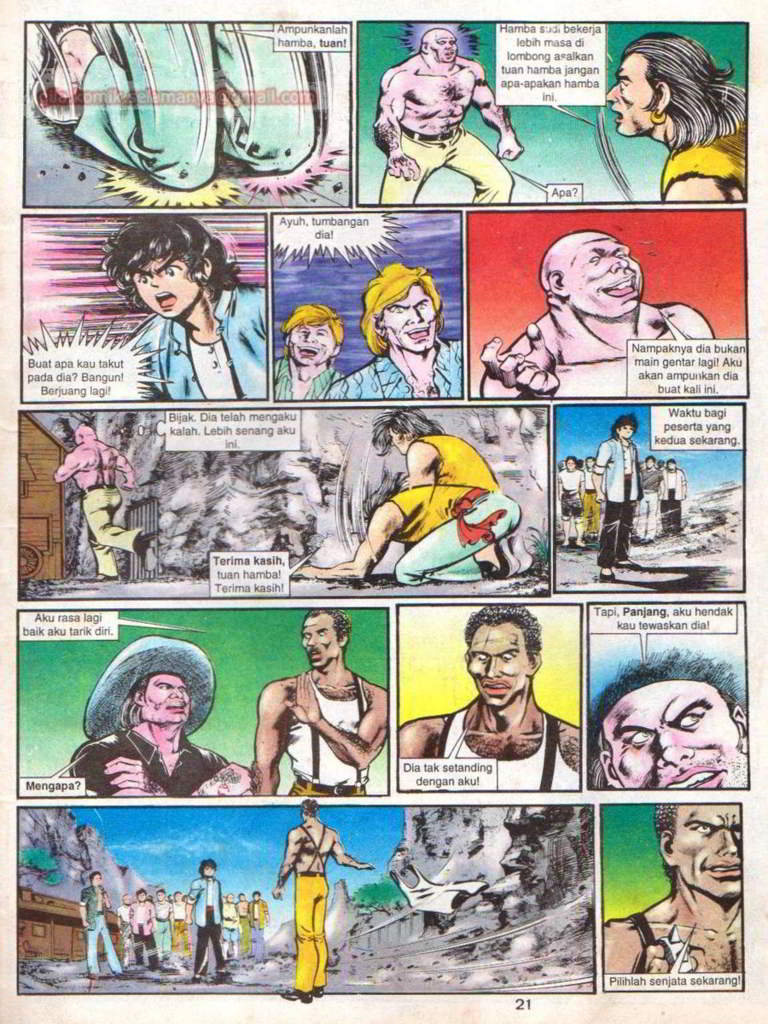 Ampunkanlah
hamba, tuan!
Hamba sudi bekerja
lebih masa di
lombong asalkan
tuan hamba jangan
apa-apakan hamba
ini.
Apa?
Buat apa kau takut
pada dia? Bangun!
Berjuang lagi!
Ayuh, tumbangan
dia!
Nampaknya dia bukan
main gentar lagi! Aku
akan ampunkan dia
buat kali ini.
Bijak. Dia telah mengaku
kalah. Lebih senang aku
ini.
Terima kasih,
tuan hamba!
Terima kasih!
Waktu bagi
peserta yang
kedua sekarang.
Aku rasa lagi
baik aku tarik diri.
Mengapa?
Dia tak setanding
dengan aku!
Tapi, Panjang, aku hendak
kau tewaskan dia!
Pilihlah senjata sekarang!
21